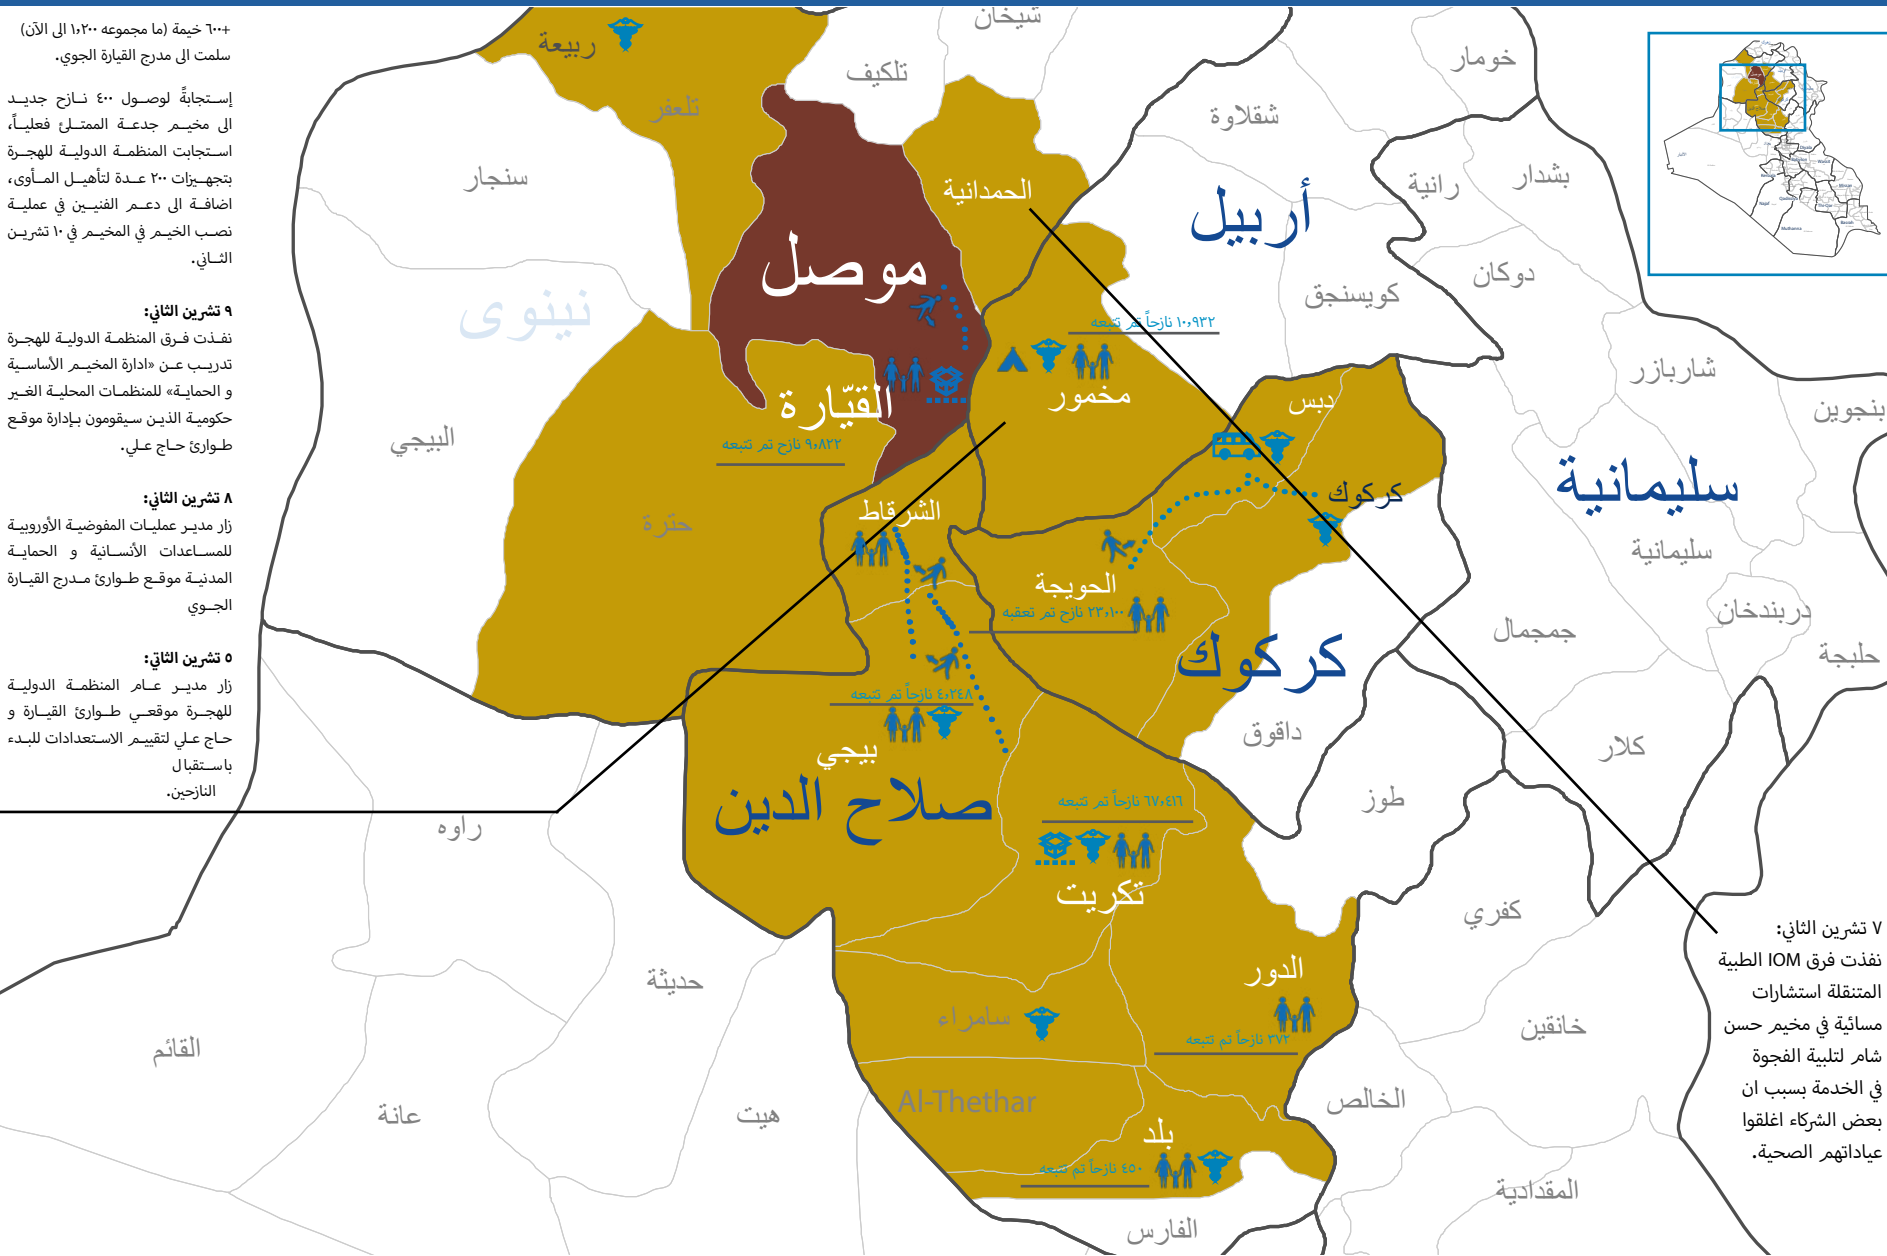 +٦٠٠ خيمة (ما مجموعه ١,٢٠٠ الى الآن)
سلمت الى مدرج القيارة الجوي.
إستجابةً لوصول ٤٠٠ نازح جديد
الى مخيم جدعة الممتلئ فعلياً،
استجابت المنظمة الدولية للهجرة
بتجهيزات ٢٠٠ عدة لتأهيل المأوى،
اضافة الى دعم الفنيين في عملية
نصب الخيم في المخيم في ١٠ تشرين
الثاني.
٩ تشرين الثاني:
نفذت فرق المنظمة الدولية للهجرة
تدريب عن «ادارة المخيم الأساسية
و الحماية» للمنظمات المحلية الغير
حكومية الذين سيقومون بإدارة موقع
طوارئ حاج علي.
٨ تشرين الثاني:
زار مدير عمليات المفوضية الأوروبية
للمساعدات الأنسانية و الحماية
المدنية موقع طوارئ مدرج القيارة
الجوي
٥ تشرين الثاني:
زار مدير عام المنظمة الدولية
للهجرة موقعي طوارئ القيارة و
حاج علي لتقييم الاستعدادات للبدء
باستقبال
النازحين.
شيخان
ربيعة
تلكيف
خومار
تلعفر
شقلاوة
سنجار
الحمدانية
رانية
بشدار
أربيل
موصل
دوكان
كويسنجق
نينوى
١٠,٩٣٢ نازحاً تم تتبعه
شاربازر
مخمور
القيّارة
دبس
بنجوين
البيجي
٩,٨٢٢ نازح تم تتبعه
سليمانية
كركوك
الشرقاط
حترة
سليمانية
الحويجة
٢٣,١٠٠ نازح تم تعقبه
دربندخان
جمجمال
حلبجة
كركوك
٤,٢٤٨ نازحاً تم تتبعه
داقوق
بيجي
كلار
صلاح الدين
٦٧,٤١٦ نازحاً تم تتبعه
طوز
راوه
تكريت
كفري
الدور
حديثة
سامراء
خانقين
٣٧٢ نازحاً تم تتبعه
القائم
Al-Thethar
الخالص
عانة
هيت
بلد
٤٥٠ نازحاً تم تتبعه
المقدادية
الفارس
٧ تشرين الثاني:
نفذت فرق IOM الطبية
المتنقلة استشارات
مسائية في مخيم حسن
شام لتلبية الفجوة
في الخدمة بسبب ان
بعض الشركاء اغلقوا
عياداتهم الصحية.